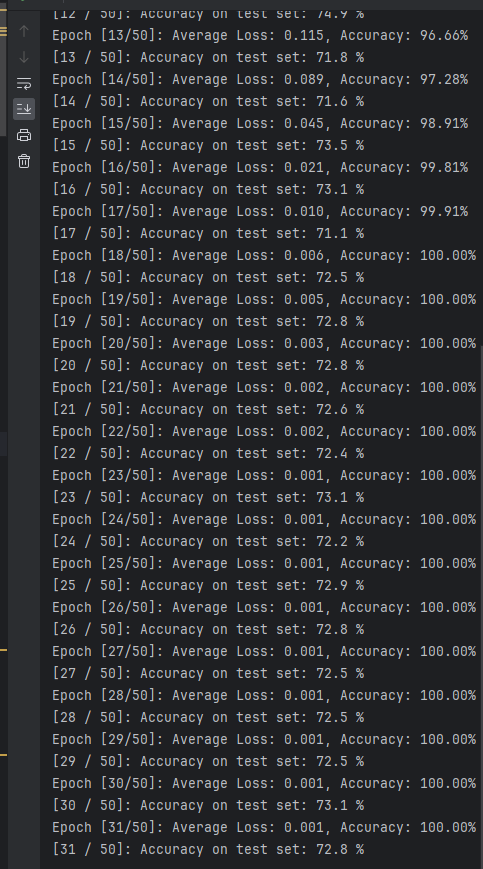 [12 / 50]: Accuracy on test set: 74.9 %
Epoch [13/50]: Average Loss: 0.115, Accuracy: 96.66%
[13 / 50]: Accuracy on test set: 71.8 %
Epoch [14/50]: Average Loss: 0.089, Accuracy: 97.28%
[14 / 50]: Accuracy on test set: 71.6 %
Epoch [15/50]: Average Loss: 0.045, Accuracy: 98.91%
[15 / 50]: Accuracy on test set: 73.5 %
Epoch [16/50]: Average Loss: 0.021, Accuracy: 99.81%
[16 / 50]: Accuracy on test set: 73.1 %
Epoch [17/50]: Average Loss: 0.010, Accuracy: 99.91%
[17 / 50]: Accuracy on test set: 71.1 %
Epoch [18/50]: Average Loss: 0.006, Accuracy: 100.00%
[18 / 50]: Accuracy on test set: 72.5 %
Epoch [19/50]: Average Loss: 0.005, Accuracy: 100.00%
[19 / 50]: Accuracy on test set: 72.8 %
Epoch [20/50]: Average Loss: 0.003, Accuracy: 100.00%
[20 / 50]: Accuracy on test set: 72.8 %
Epoch [21/50]: Average Loss: 0.002, Accuracy: 100.00%
[21 / 50]: Accuracy on test set: 72.6 %
Epoch [22/50]: Average Loss: 0.002, Accuracy: 100.00%
[22 / 50]: Accuracy on test set: 72.4 %
Epoch [23/50]: Average Loss: 0.001, Accuracy: 100.00%
[23 / 50]: Accuracy on test set: 73.1 %
Epoch [24/50]: Average Loss: 0.001, Accuracy: 100.00%
[24 / 50]: Accuracy on test set: 72.2 %
Epoch [25/50]: Average Loss: 0.001, Accuracy: 100.00%
[25 / 50]: Accuracy on test set: 72.9 %
Epoch [26/50]: Average Loss: 0.001, Accuracy: 100.00%
[26 / 50]: Accuracy on test set: 72.8 %
Epoch [27/50]: Average Loss: 0.001, Accuracy: 100.00%
[27 / 50]: Accuracy on test set: 72.5 %
Epoch [28/50]: Average Loss: 0.001, Accuracy: 100.00%
[28 / 50]: Accuracy on test set: 72.5 %
Epoch [29/50]: Average Loss: 0.001, Accuracy: 100.00%
[29 / 50]: Accuracy on test set: 72.5 %
Epoch [30/50]: Average Loss: 0.001, Accuracy: 100.00%
[30 / 50]: Accuracy on test set: 73.1 %
Epoch [31/50]: Average Loss: 0.001, Accuracy: 100.00%
[31 / 50]: Accuracy on test set: 72.8 %